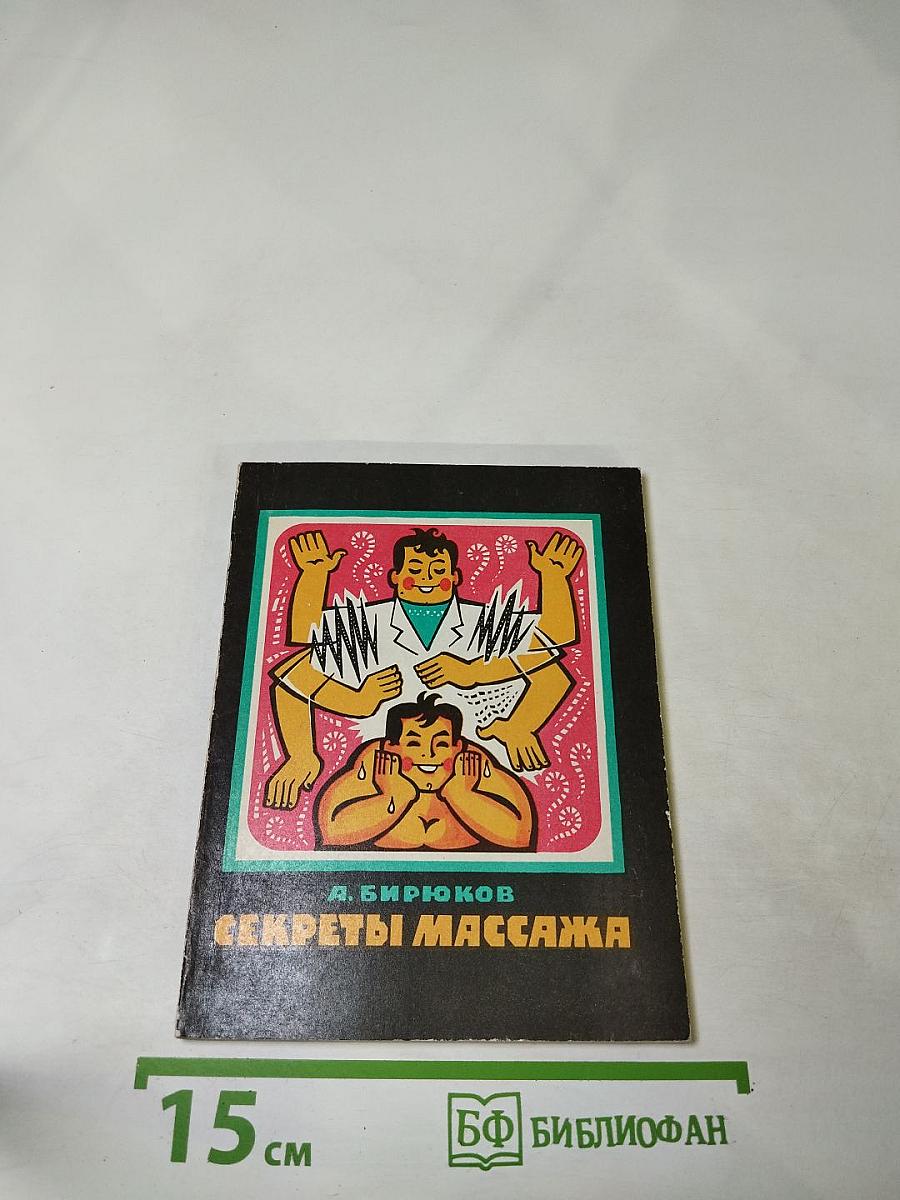 А. БИРЮКОВ
СЕКРЕТЫ МАССАЖА
15 см
БФ БИБЛИОФАН